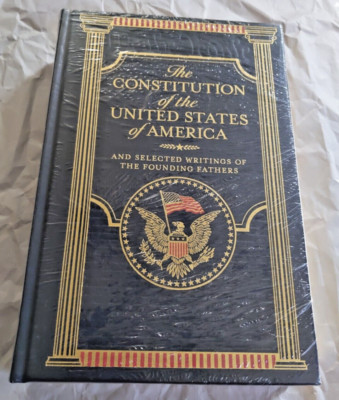 The
CONSTITUTION
of the
UNITED STATES
of AMERICA
AND SELECTED WRITINGS OF
THE FOUNDING FATHERS